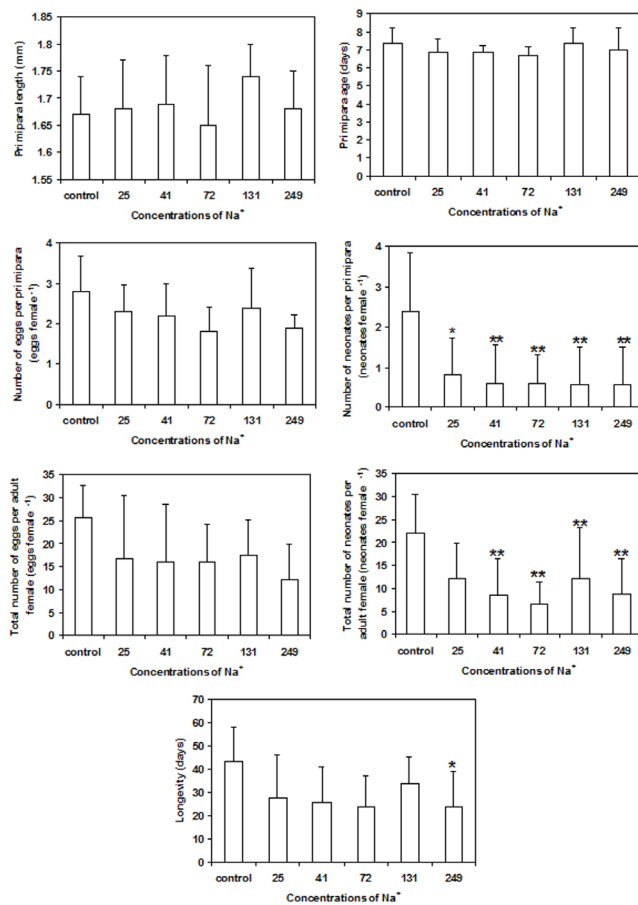 Primipara length (mm)
1.85
1.8
1.75
1.7
1.65
1.6
1.55
control 25 41 72 131 249
Concentrations of Na+
Primipara age (days)
9
8
7
6
5
4
3
2
1
0
control 25 41 72 131 249
Concentrations of Na+
Number of eggs per primipara
(eggs female -1)
4
3
2
1
0
control 25 41 72 131 249
Concentrations of Na+
Number of neonates per primipara
(neonates female -1)
4
3
2
1
0
* ** ** ** **
control 25 41 72 131 249
Concentrations of Na+
Total number of eggs per adult
female (eggs female -1)
35
30
25
20
15
10
5
0
control 25 41 72 131 249
Concentrations of Na+
Total number of neonates per
adult female (neonates female -1)
35
30
25
20
15
10
5
0
** ** ** **
control 25 41 72 131 249
Concentrations of Na+
Longevity (days)
70
60
50
40
30
20
10
0
*
control 25 41 72 131 249
Concentrations of Na+